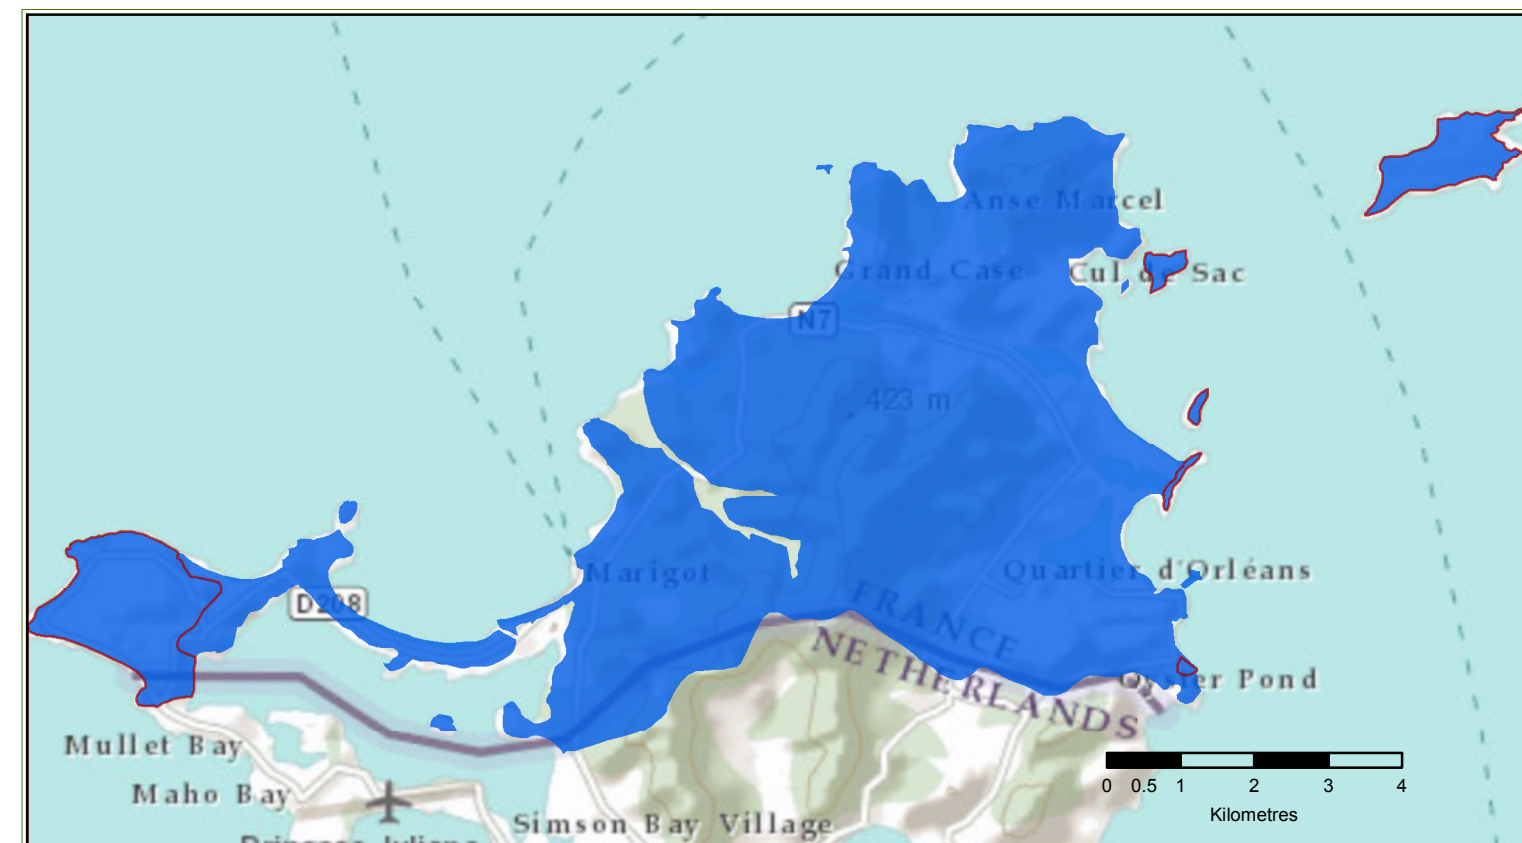 Anse Marcel
Grand Case
Cul de Sac
N7
423 m
Marigot
Quartier d'Orléans
D208
FRANCE
NETHERLANDS
Oyster Pond
Mullet Bay
Maho Bay
Simson Bay Village
0 0.5 1 2 3 4
Kilometres